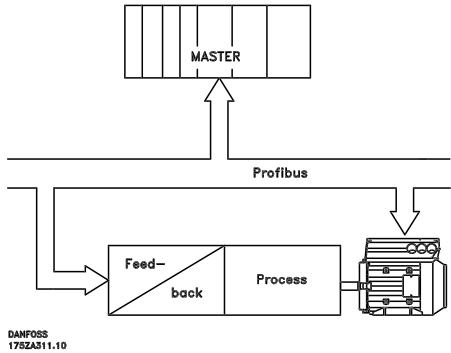 MASTER
Profibus
Feed-
back
Process
DANFOSS
175ZA311.10